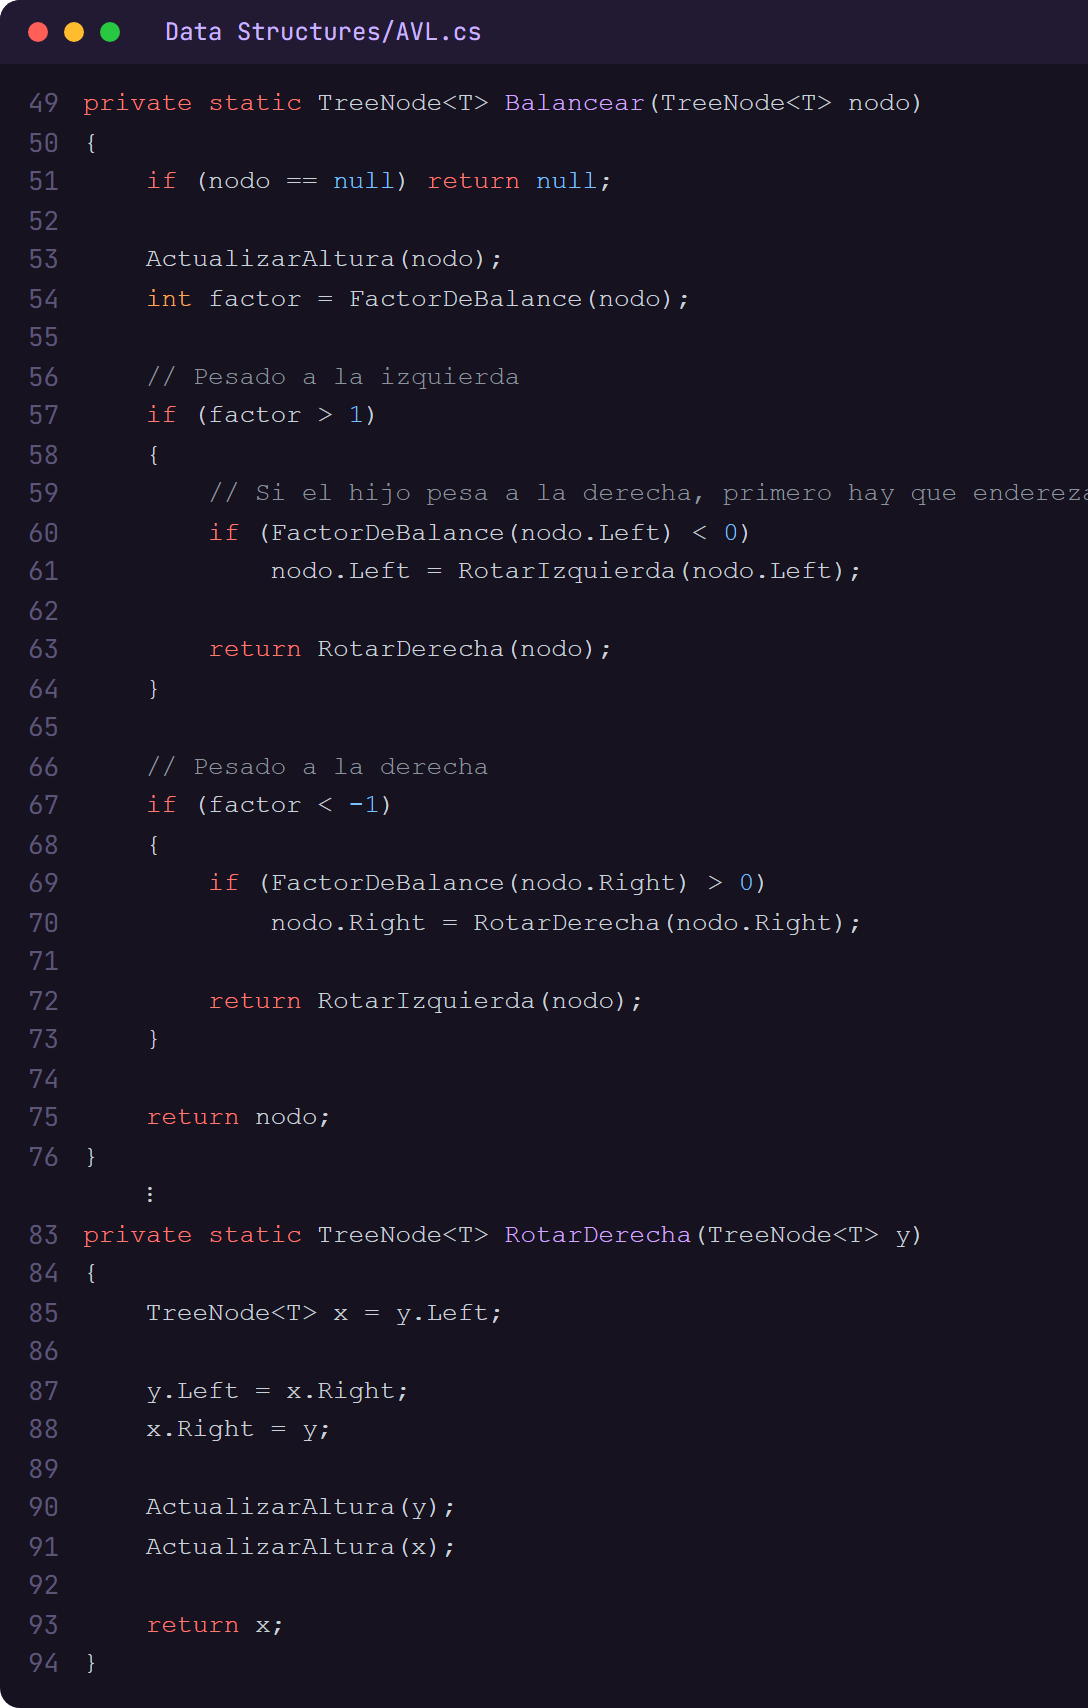 Data Structures/AVL.cs
49 private static TreeNode<T> Balancear(TreeNode<T> nodo)
50 {
51     if (nodo == null) return null;
52
53     ActualizarAltura(nodo);
54     int factor = FactorDeBalance(nodo);
55
56     // Pesado a la izquierda
57     if (factor > 1)
58     {
59         // Si el hijo pesa a la derecha, primero hay que endereza
60         if (FactorDeBalance(nodo.Left) < 0)
61             nodo.Left = RotarIzquierda(nodo.Left);
62
63         return RotarDerecha(nodo);
64     }
65
66     // Pesado a la derecha
67     if (factor < -1)
68     {
69         if (FactorDeBalance(nodo.Right) > 0)
70             nodo.Right = RotarDerecha(nodo.Right);
71
72         return RotarIzquierda(nodo);
73     }
74
75     return nodo;
76 }
⋮
83 private static TreeNode<T> RotarDerecha(TreeNode<T> y)
84 {
85     TreeNode<T> x = y.Left;
86
87     y.Left = x.Right;
88     x.Right = y;
89
90     ActualizarAltura(y);
91     ActualizarAltura(x);
92
93     return x;
94 }